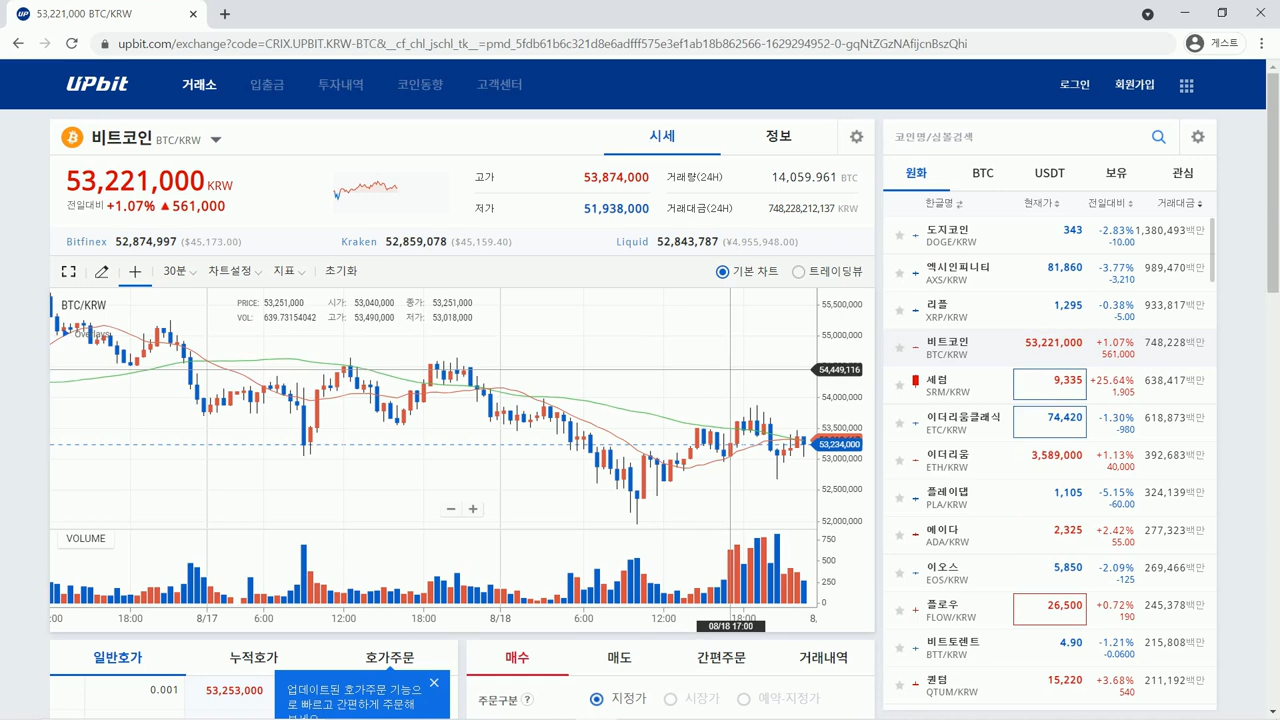 53,221,000 BTC/KRW
upbit.com/exchange?code=CRIX.UPBIT.KRW-BTC&__cf_chl_jschl_tk__=pmd_15ffb61b6c321d8e6adfff575e3ef1ab18b862566-1629294952-0-gqNtZGzNAfijcnBszQhi
게스트
UPbit 거래소 입출금 투자내역 코인동향 고객센터 로그인 회원가입
비트코인 BTC/KRW 시세 정보
53,221,000 KRW
전일대비 +1.07% ▲561,000
고가 53,874,000 거래량(24H) 14,059.961 BTC
저가 51,938,000 거래대금(24H) 748,228,212,137 KRW
Bitfinex 52,874,997 ($45,173.00) Kraken 52,859,078 ($45,159.40) Liquid 52,843,787 (¥4,955,948.00)
30분 차트설정 지표 초기화 기본 차트 트레이딩뷰
BTC/KRW
PRICE: 53,251,000 시가: 53,040,000 종가: 53,251,000
VOL: 639.73154042 고가: 53,490,000 저가: 53,018,000
Overlays
55,500,000
55,000,000
54,449,116
54,000,000
53,500,000
53,234,000
53,000,000
52,500,000
52,000,000
VOLUME
750
500
250
0
:00 18:00 8/17 6:00 12:00 18:00 8/18 6:00 12:00 18:00 8,
08/18 17:00
일반호가 누적호가 호가주문
0.001 53,253,000
업데이트된 호가주문 기능으
로 빠르고 간편하게 주문해
보세요
매수 매도 간편주문 거래내역
주문구분 ? 지정가 시장가 예약-지정가
코인명/심볼검색
원화 BTC USDT 보유 관심
한글명 현재가 전일대비 거래대금
도지코인 343 -2.83% 1,380,493백만
DOGE/KRW -10.00
엑시인피니티 81,860 -3.77% 989,470백만
AXS/KRW -3,210
리플 1,295 -0.38% 933,817백만
XRP/KRW -5.00
비트코인 53,221,000 +1.07% 748,228백만
BTC/KRW 561,000
세럼 9,335 +25.64% 638,417백만
SRM/KRW 1,905
이더리움클래식 74,420 -1.30% 618,873백만
ETC/KRW -980
이더리움 3,589,000 +1.13% 392,683백만
ETH/KRW 40,000
플레이댑 1,105 -5.15% 324,139백만
PLA/KRW -60.00
에이다 2,325 +2.42% 277,323백만
ADA/KRW 55.00
이오스 5,850 -2.09% 269,466백만
EOS/KRW -125
플로우 26,500 +0.72% 245,378백만
FLOW/KRW 190
비트토렌트 4.90 -1.21% 215,808백만
BTT/KRW -0.0600
퀀텀 15,220 +3.68% 211,192백만
QTUM/KRW 540